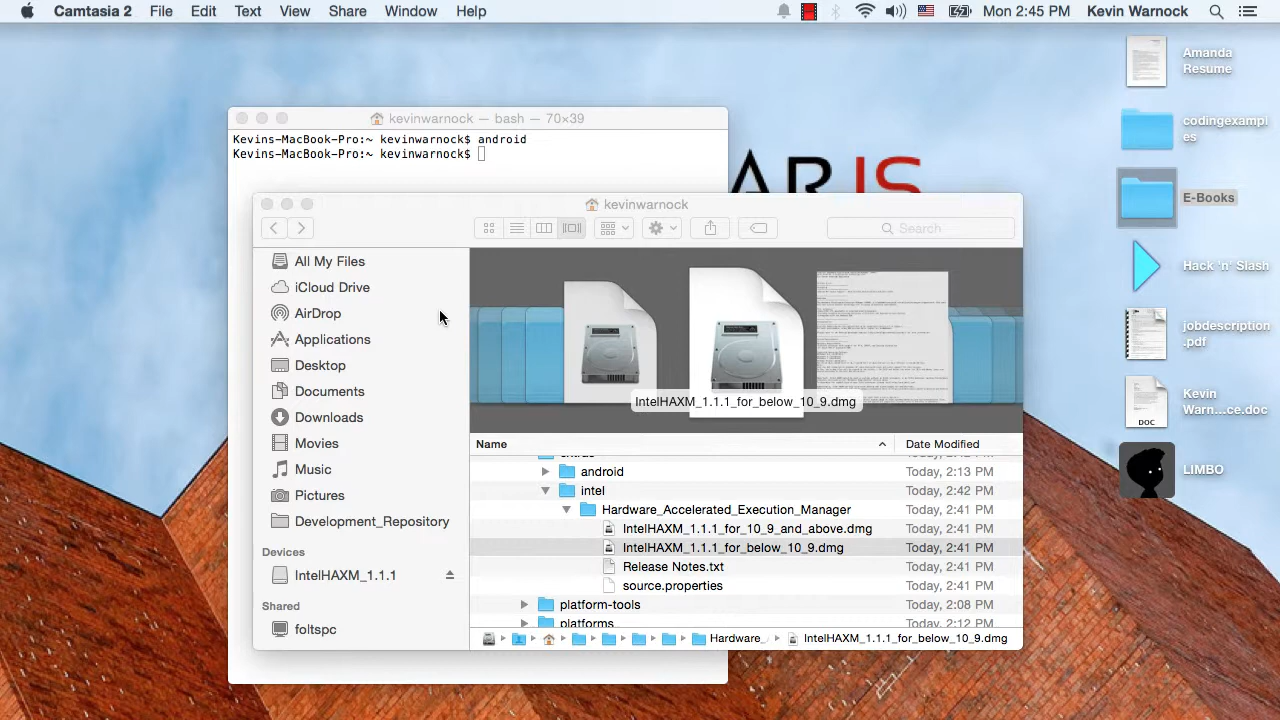 Camtasia 2 File Edit Text View Share Window Help Mon 2:45 PM Kevin Warnock
kevinwarnock — bash — 70×39
Kevins-MacBook-Pro:~ kevinwarnock$ android
Kevins-MacBook-Pro:~ kevinwarnock$
AR IS
kevinwarnock
Search
All My Files
iCloud Drive
AirDrop
Applications
Desktop
Documents
Downloads
Movies
Music
Pictures
Development_Repository
Devices
IntelHAXM_1.1.1
Shared
foltspc
IntelHAXM_1.1.1_for_below_10_9.dmg
Name Date Modified
android Today, 2:13 PM
intel Today, 2:42 PM
Hardware_Accelerated_Execution_Manager Today, 2:41 PM
IntelHAXM_1.1.1_for_10_9_and_above.dmg Today, 2:41 PM
IntelHAXM_1.1.1_for_below_10_9.dmg Today, 2:41 PM
Release Notes.txt Today, 2:41 PM
source.properties Today, 2:41 PM
platform-tools Today, 2:08 PM
platforms Today, 2:12 PM
Hardware_ IntelHAXM_1.1.1_for_below_10_9.dmg
Amanda
Resume
codingexampl
es
E-Books
Hack 'n' Slash
jobdescription
.pdf
Kevin
Warn...ce.doc
DOC
LIMBO